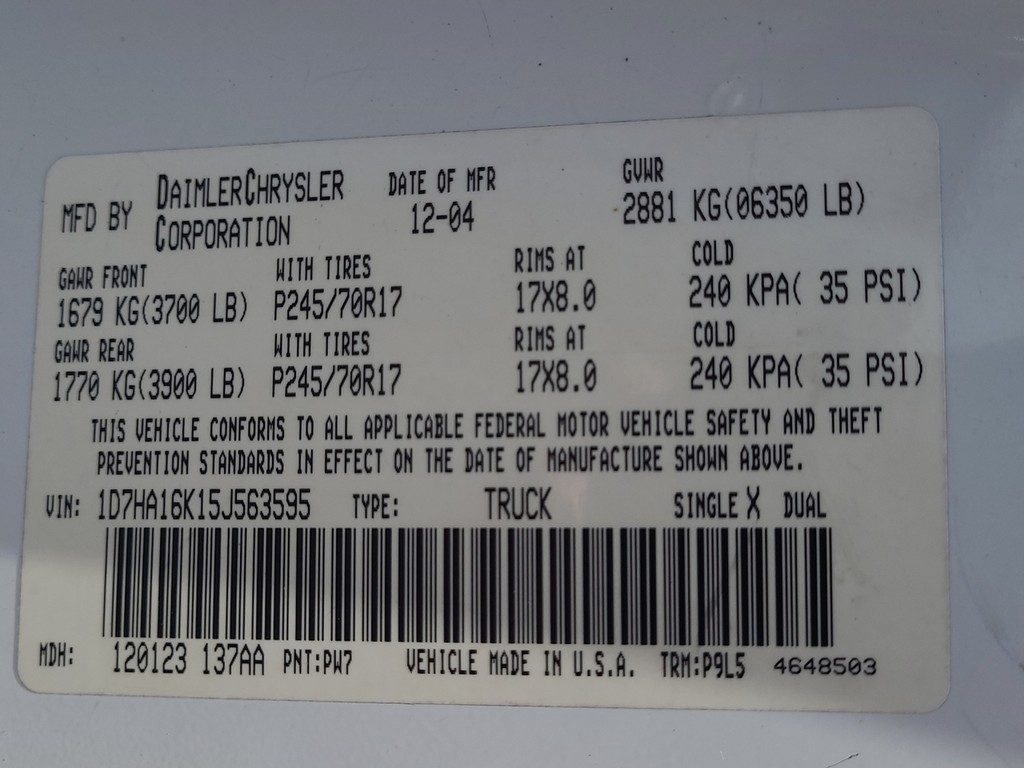 MFD BY DAIMLERCHRYSLER CORPORATION DATE OF MFR 12-04 GVWR 2881 KG(06350 LB)
GAWR FRONT WITH TIRES RIMS AT COLD
1679 KG(3700 LB) P245/70R17 17X8.0 240 KPA( 35 PSI)
GAWR REAR WITH TIRES RIMS AT COLD
1770 KG(3900 LB) P245/70R17 17X8.0 240 KPA( 35 PSI)
THIS VEHICLE CONFORMS TO ALL APPLICABLE FEDERAL MOTOR VEHICLE SAFETY AND THEFT
PREVENTION STANDARDS IN EFFECT ON THE DATE OF MANUFACTURE SHOWN ABOVE.
VIN: 1D7HA16K15J563595 TYPE: TRUCK SINGLE X DUAL
MDH: 120123 137AA PNT:PW7 VEHICLE MADE IN U.S.A. TRM:P9L5 4648503